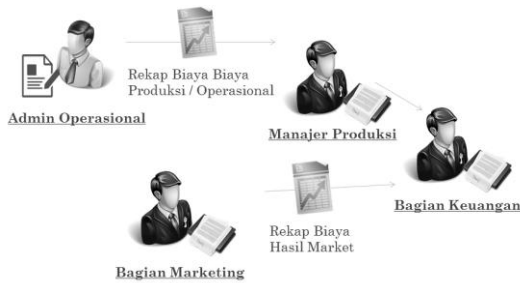 Rekap Biaya Biaya
Produksi / Operasional
Admin Operasional
Manajer Produksi
Bagian Keuangan
Rekap Biaya
Hasil Market
Bagian Marketing